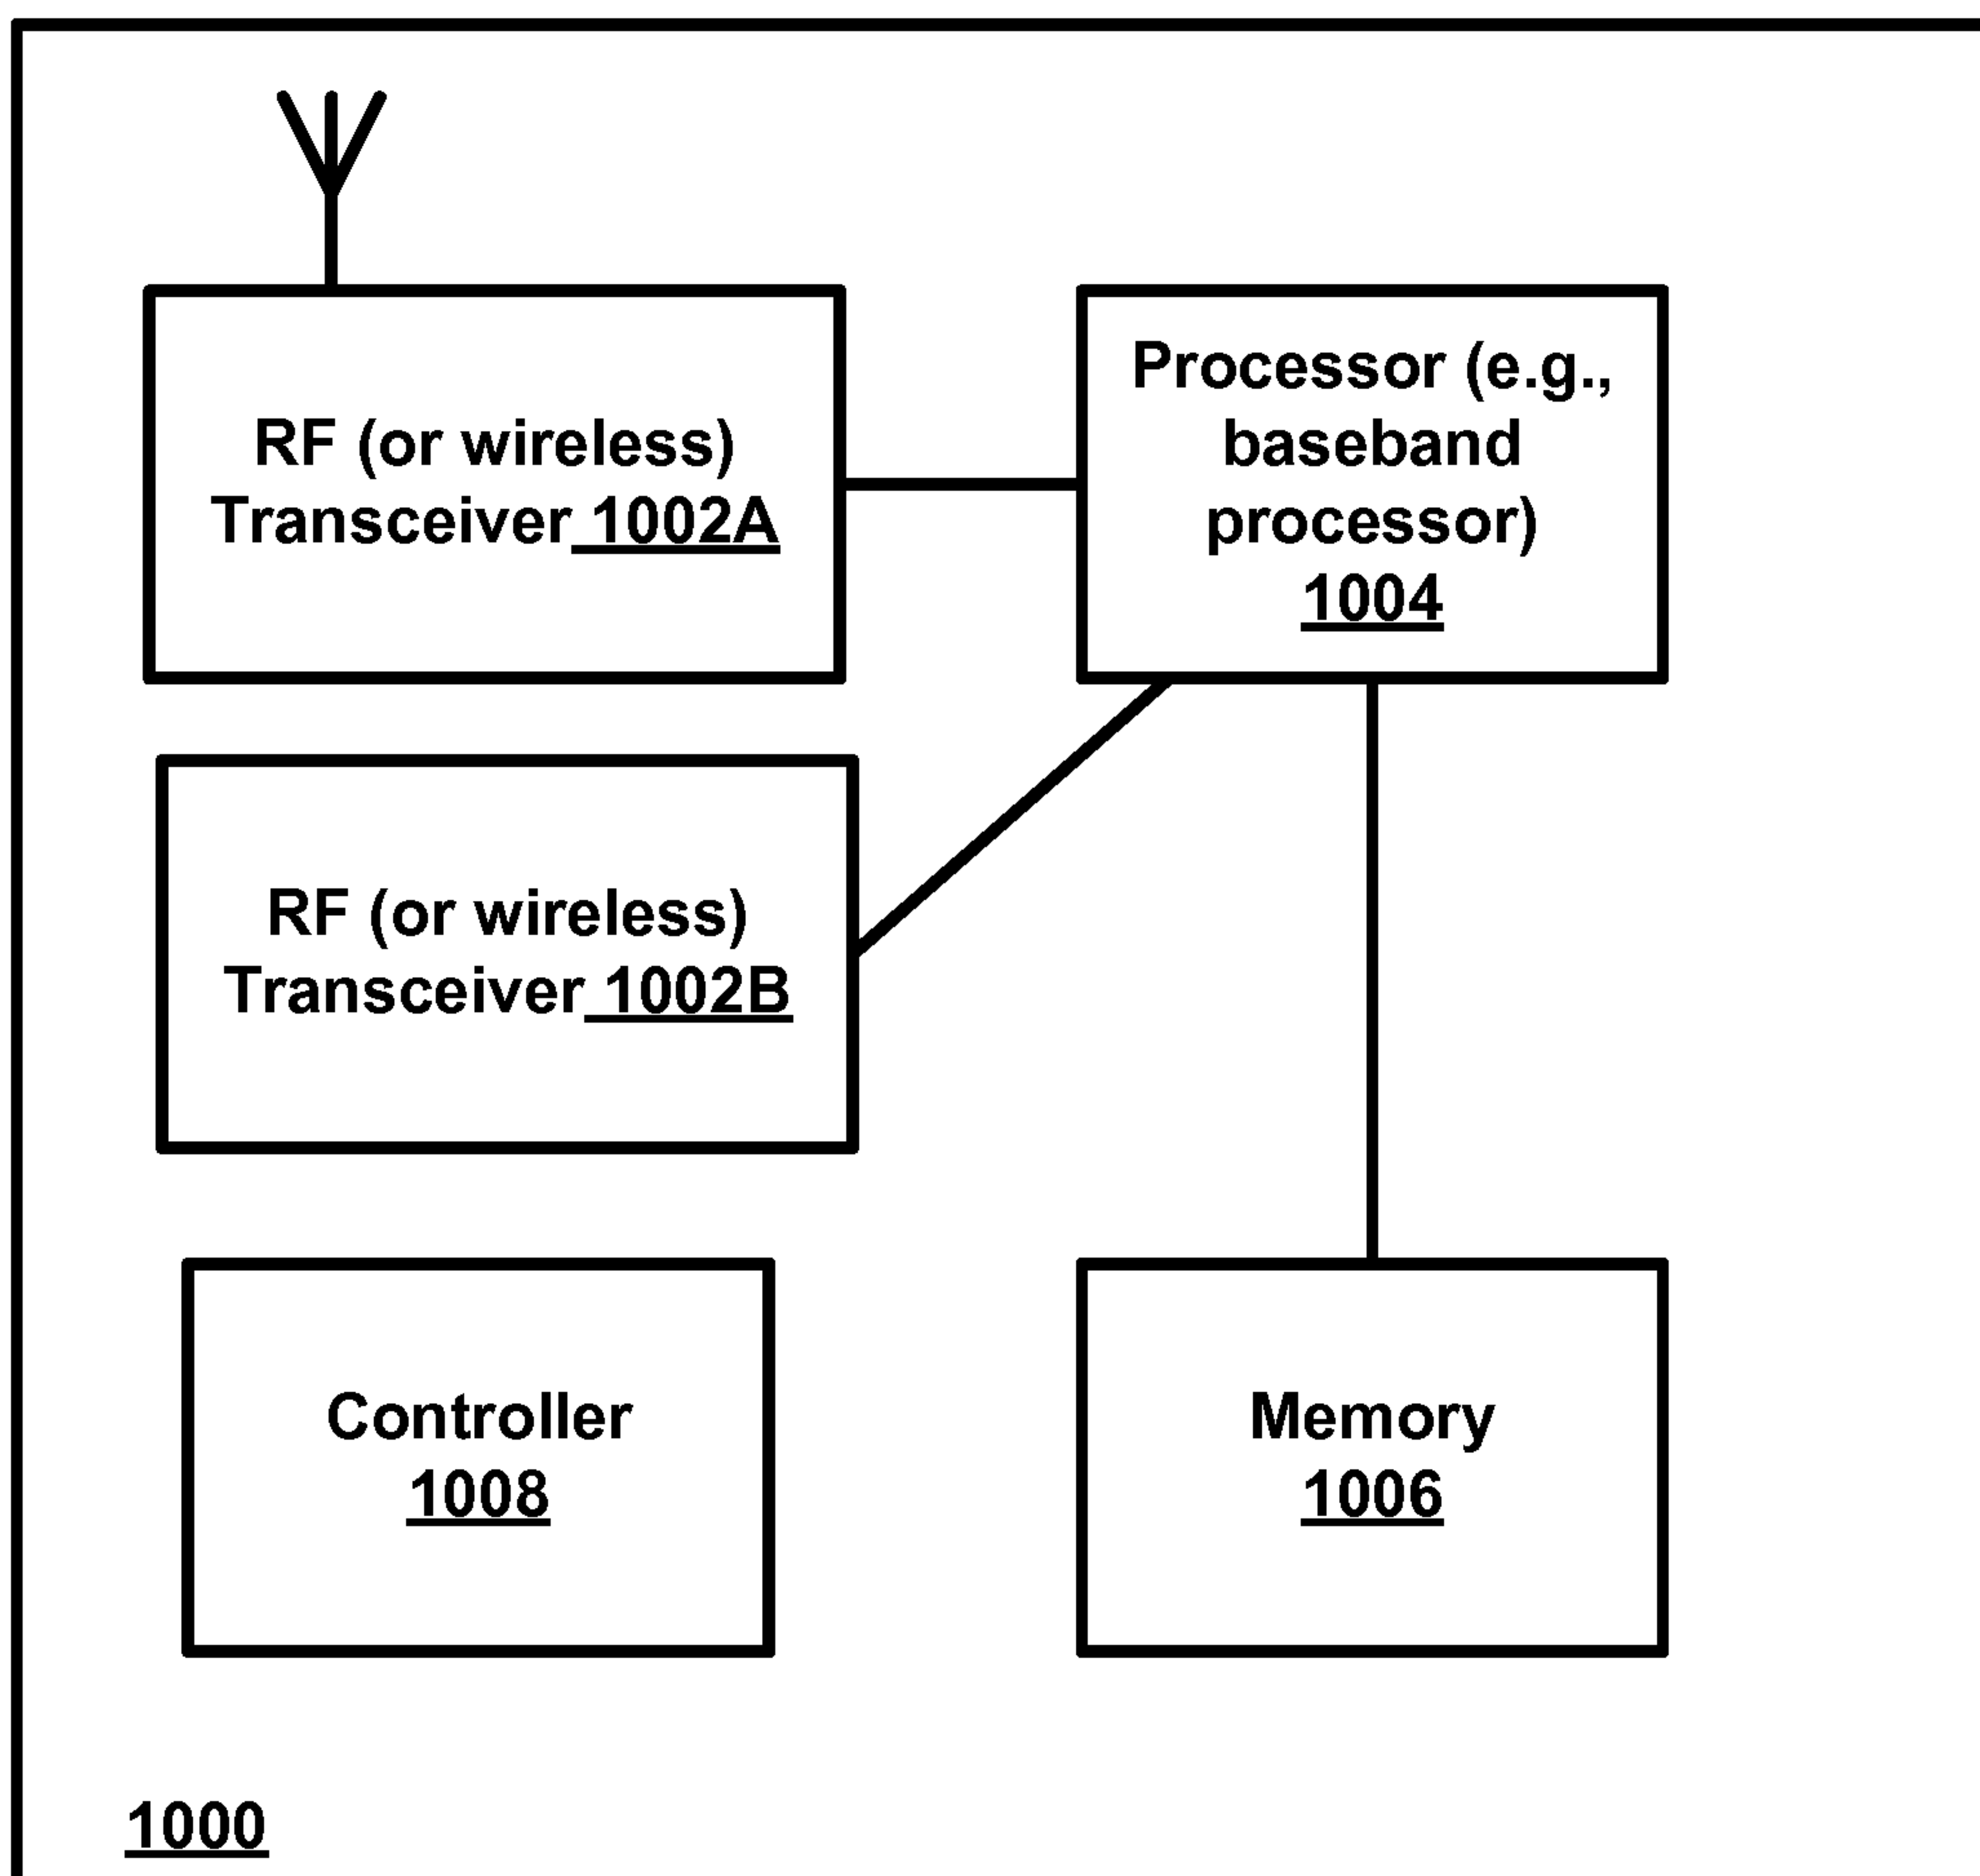 RF (or wireless)
Transceiver 1002A
Processor (e.g.,
baseband
processor)
1004
RF (or wireless)
Transceiver 1002B
Controller
1008
Memory
1006
1000